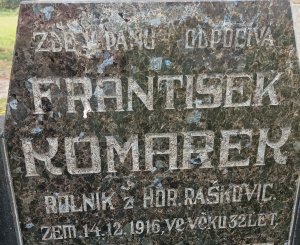 ZDE V PÁNU ODPOČÍVÁ
FRANTIŠEK
KOMÁREK
ROLNÍK Z HOR. RAŠKOVIC.
ZEM. 14.12.1916, VE VĚKU 32 LET.